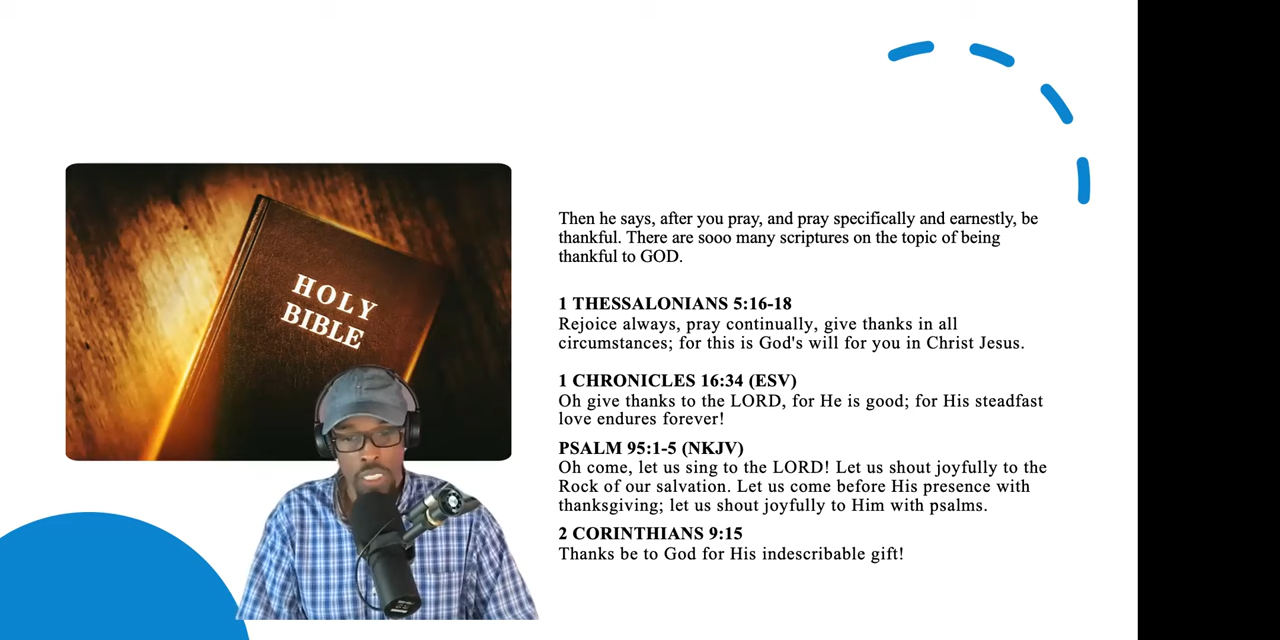 HOLY
BIBLE
Then he says, after you pray, and pray specifically and earnestly, be
thankful. There are sooo many scriptures on the topic of being
thankful to GOD.
1 THESSALONIANS 5:16-18
Rejoice always, pray continually, give thanks in all
circumstances; for this is God's will for you in Christ Jesus.
1 CHRONICLES 16:34 (ESV)
Oh give thanks to the LORD, for He is good; for His steadfast
love endures forever!
PSALM 95:1-5 (NKJV)
Oh come, let us sing to the LORD! Let us shout joyfully to the
Rock of our salvation. Let us come before His presence with
thanksgiving; let us shout joyfully to Him with psalms.
2 CORINTHIANS 9:15
Thanks be to God for His indescribable gift!